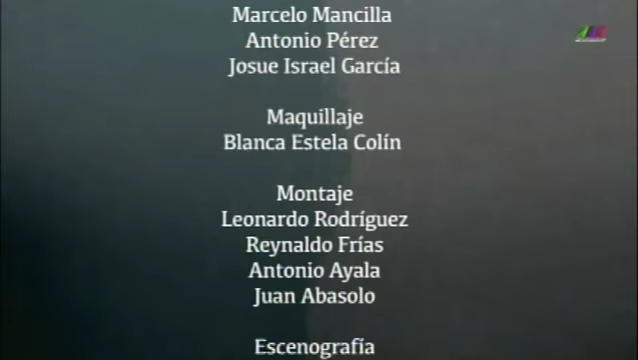 Marcelo Mancilla
Antonio Pérez
Josue Israel García
Maquillaje
Blanca Estela Colín
Montaje
Leonardo Rodríguez
Reynaldo Frías
Antonio Ayala
Juan Abasolo
Escenografía